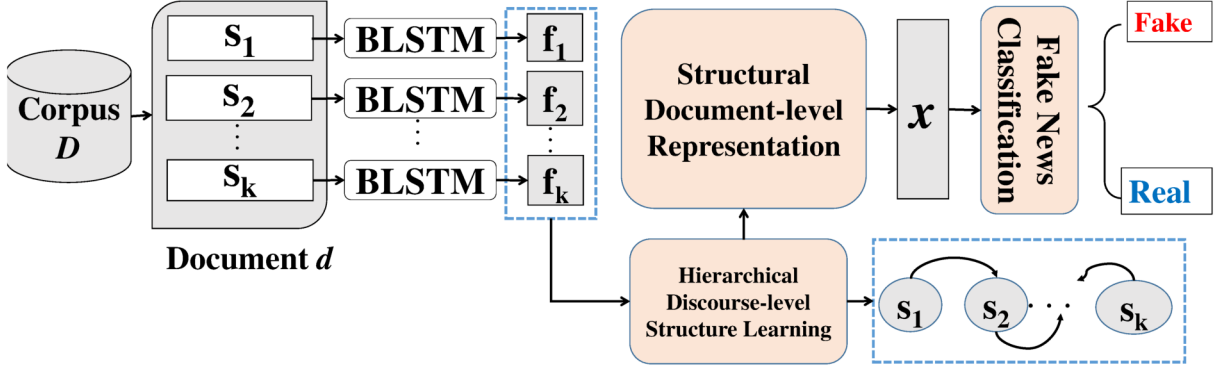 Corpus
D
s1
s2
sk
Document d
BLSTM
BLSTM
BLSTM
f1
f2
fk
Structural
Document-level
Representation
x
Fake News
Classification
Fake
Real
Hierarchical
Discourse-level
Structure Learning
s1
s2
sk